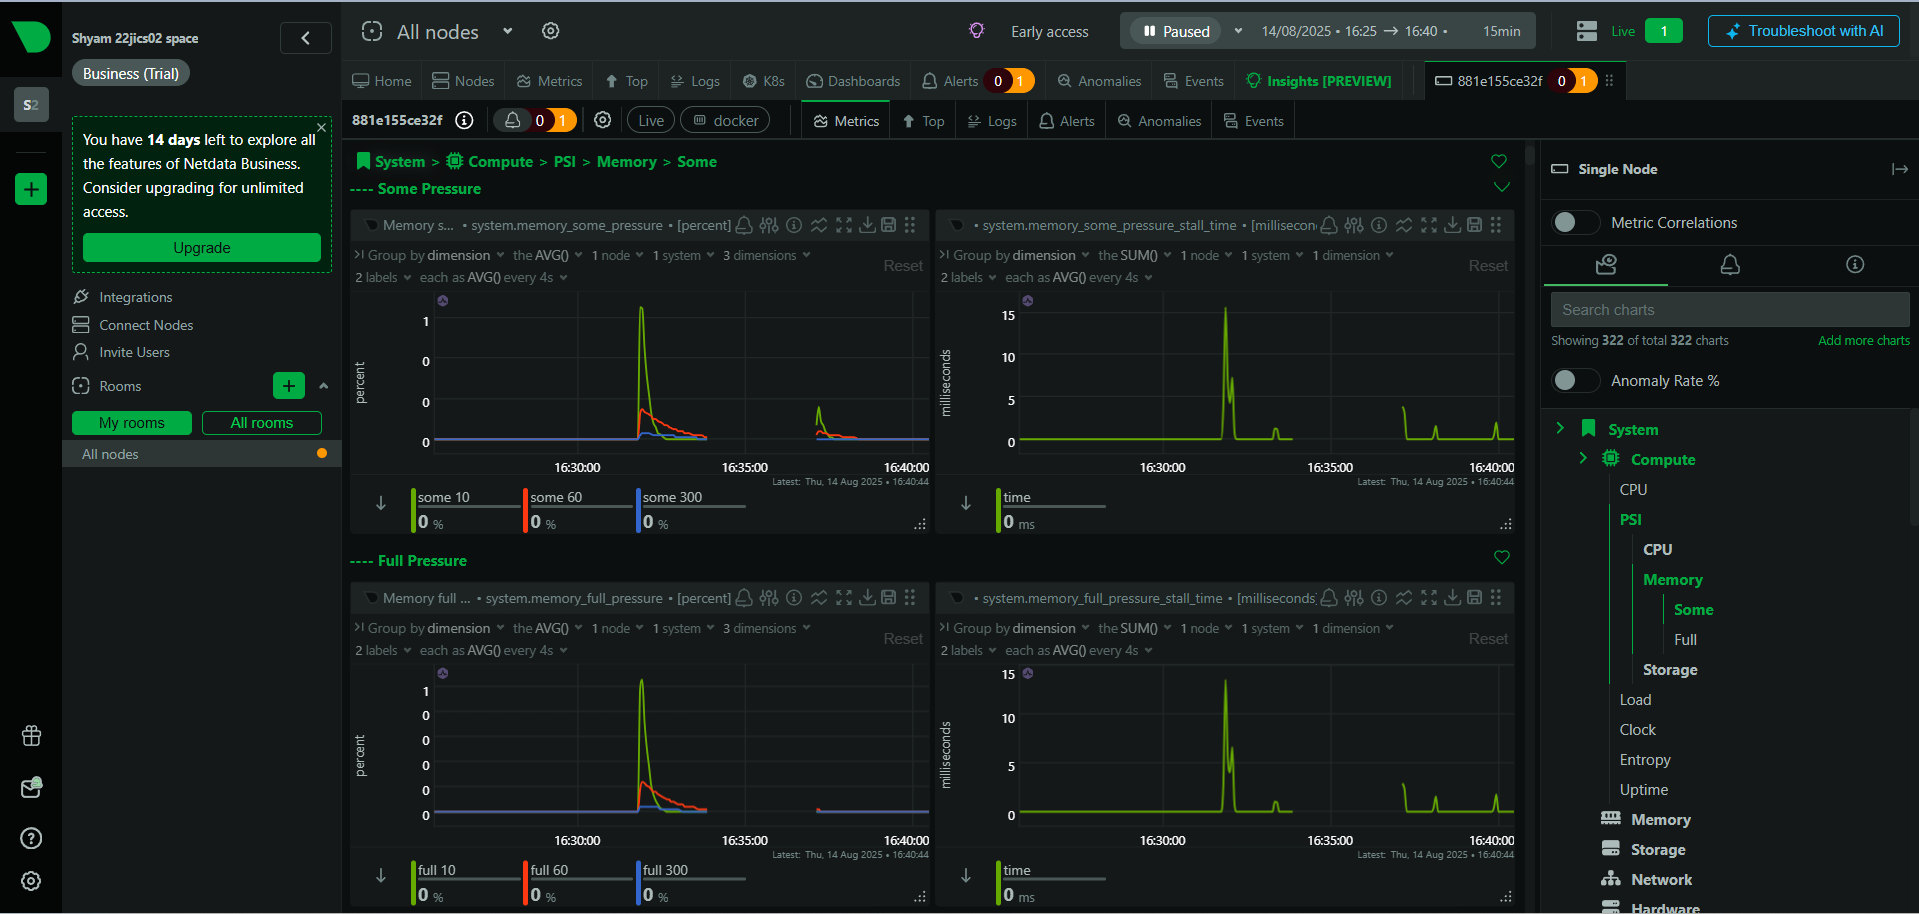 Shyam 22jics02 space
Business (Trial)
S2
You have 14 days left to explore all
the features of Netdata Business.
Consider upgrading for unlimited
access.
Upgrade
Integrations
Connect Nodes
Invite Users
Rooms
My rooms
All rooms
All nodes
All nodes
Early access
Paused
14/08/2025 • 16:25 → 16:40 •
15min
Live
1
Troubleshoot with AI
Home
Nodes
Metrics
Top
Logs
K8s
Dashboards
Alerts 0 1
Anomalies
Events
Insights [PREVIEW]
881e155ce32f 0 1
881e155ce32f
0 1
Live
docker
Metrics
Top
Logs
Alerts
Anomalies
Events
System > Compute > PSI > Memory > Some
---- Some Pressure
Memory s... • system.memory_some_pressure • [percent]
Group by dimension the AVG() 1 node 1 system 3 dimensions
2 labels each as AVG() every 4s
Reset
percent
1
0
0
0
16:30:00
16:35:00
16:40:00
Latest: Thu, 14 Aug 2025 • 16:40:44
some 10
0 %
some 60
0 %
some 300
0 %
• system.memory_some_pressure_stall_time • [millisecon
Group by dimension the SUM() 1 node 1 system 1 dimension
2 labels each as AVG() every 4s
Reset
milliseconds
15
10
5
0
16:30:00
16:35:00
16:40:00
Latest: Thu, 14 Aug 2025 • 16:40:44
time
0 ms
---- Full Pressure
Memory full ... • system.memory_full_pressure • [percent]
Group by dimension the AVG() 1 node 1 system 3 dimensions
2 labels each as AVG() every 4s
Reset
percent
1
0
0
0
0
0
16:30:00
16:35:00
16:40:00
Latest: Thu, 14 Aug 2025 • 16:40:44
full 10
0 %
full 60
0 %
full 300
0 %
• system.memory_full_pressure_stall_time • [milliseconds
Group by dimension the SUM() 1 node 1 system 1 dimension
2 labels each as AVG() every 4s
Reset
milliseconds
15
10
5
0
16:30:00
16:35:00
16:40:00
Latest: Thu, 14 Aug 2025 • 16:40:44
time
0 ms
Single Node
Metric Correlations
Search charts
Showing 322 of total 322 charts
Add more charts
Anomaly Rate %
System
Compute
CPU
PSI
CPU
Memory
Some
Full
Storage
Load
Clock
Entropy
Uptime
Memory
Storage
Network
Hardware